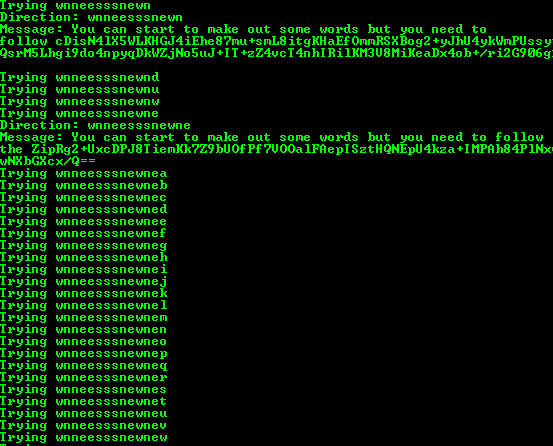 Trying wnneesssnewn
Direction: wnneesssnewn
Message: You can start to make out some words but you need to
follow cDisN4lX5WLKHGJ4iEhe87mu+smL8itgKHaEfOmmRSXBog2+yJhU4ykWmPUssy
QsrM5Lhgi9do4npyqDkWZjNo5uJ+IT+zZ4vcT4nhIRilKM3V8MiKeaDx4ob+/ri2G906g
Trying wnneesssnewnd
Trying wnneesssnewnu
Trying wnneesssnewnw
Trying wnneesssnewne
Direction: wnneesssnewne
Message: You can start to make out some words but you need to follow
the ZipRg2+UxcDPJ8TiemKk7Z9bUOfPf7VOOalFAepISztHQNEpU4kza+IMPAh84PlNx
wNXbGXcx/Q==
Trying wnneesssnewnea
Trying wnneesssnewneb
Trying wnneesssnewnec
Trying wnneesssnewned
Trying wnneesssnewnee
Trying wnneesssnewnef
Trying wnneesssnewneg
Trying wnneesssnewneh
Trying wnneesssnewnei
Trying wnneesssnewnej
Trying wnneesssnewnek
Trying wnneesssnewnel
Trying wnneesssnewnem
Trying wnneesssnewnen
Trying wnneesssnewneo
Trying wnneesssnewnep
Trying wnneesssnewneq
Trying wnneesssnewner
Trying wnneesssnewnes
Trying wnneesssnewnet
Trying wnneesssnewneu
Trying wnneesssnewnev
Trying wnneesssnewnew